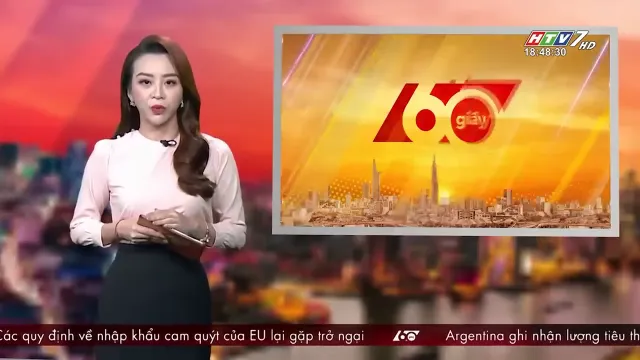 HTV7 HD
18:48:30
60 giây
Các quy định về nhập khẩu cam quýt của EU lại gặp trở ngại 60 Argentina ghi nhận lượng tiêu th